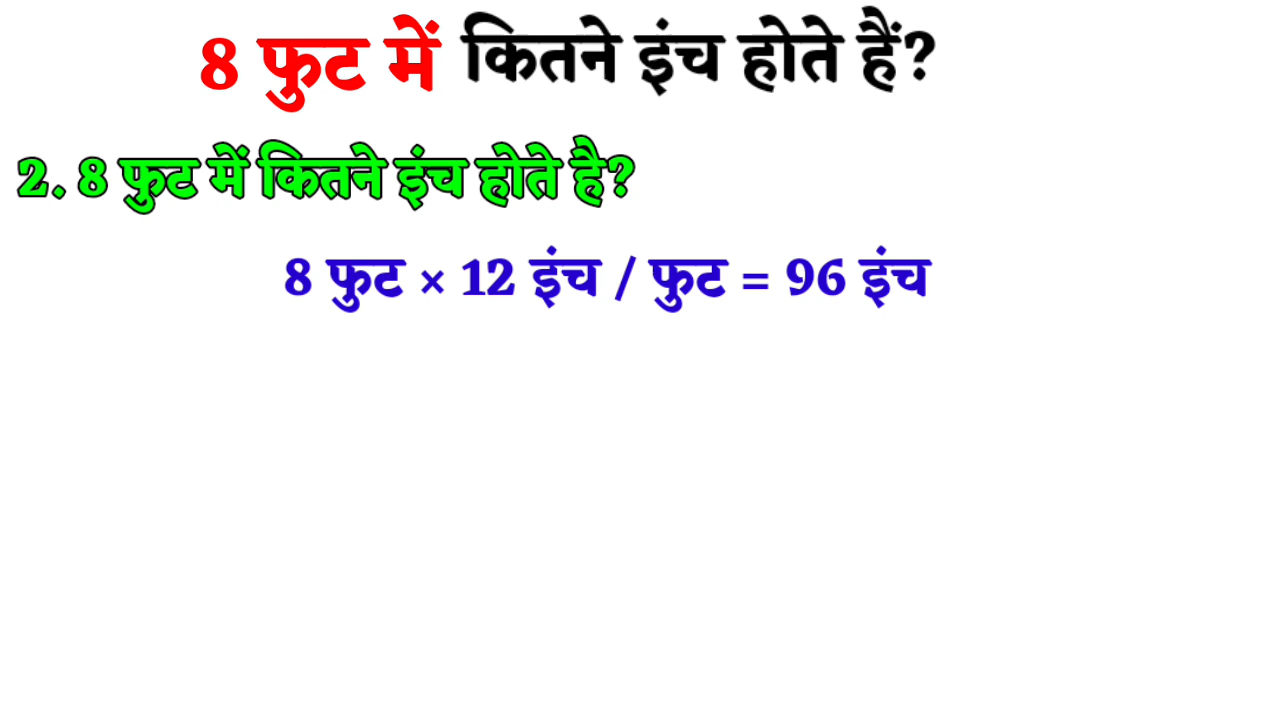 8 फुट में कितने इंच होते हैं?
2. 8 फुट में कितने इंच होते है?
8 फुट × 12 इंच / फुट = 96 इंच